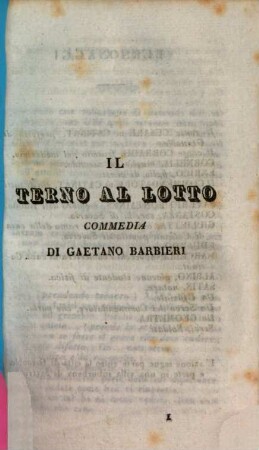 IL
TERNO AL LOTTO
COMMEDIA
DI GAETANO BARBIERI
1